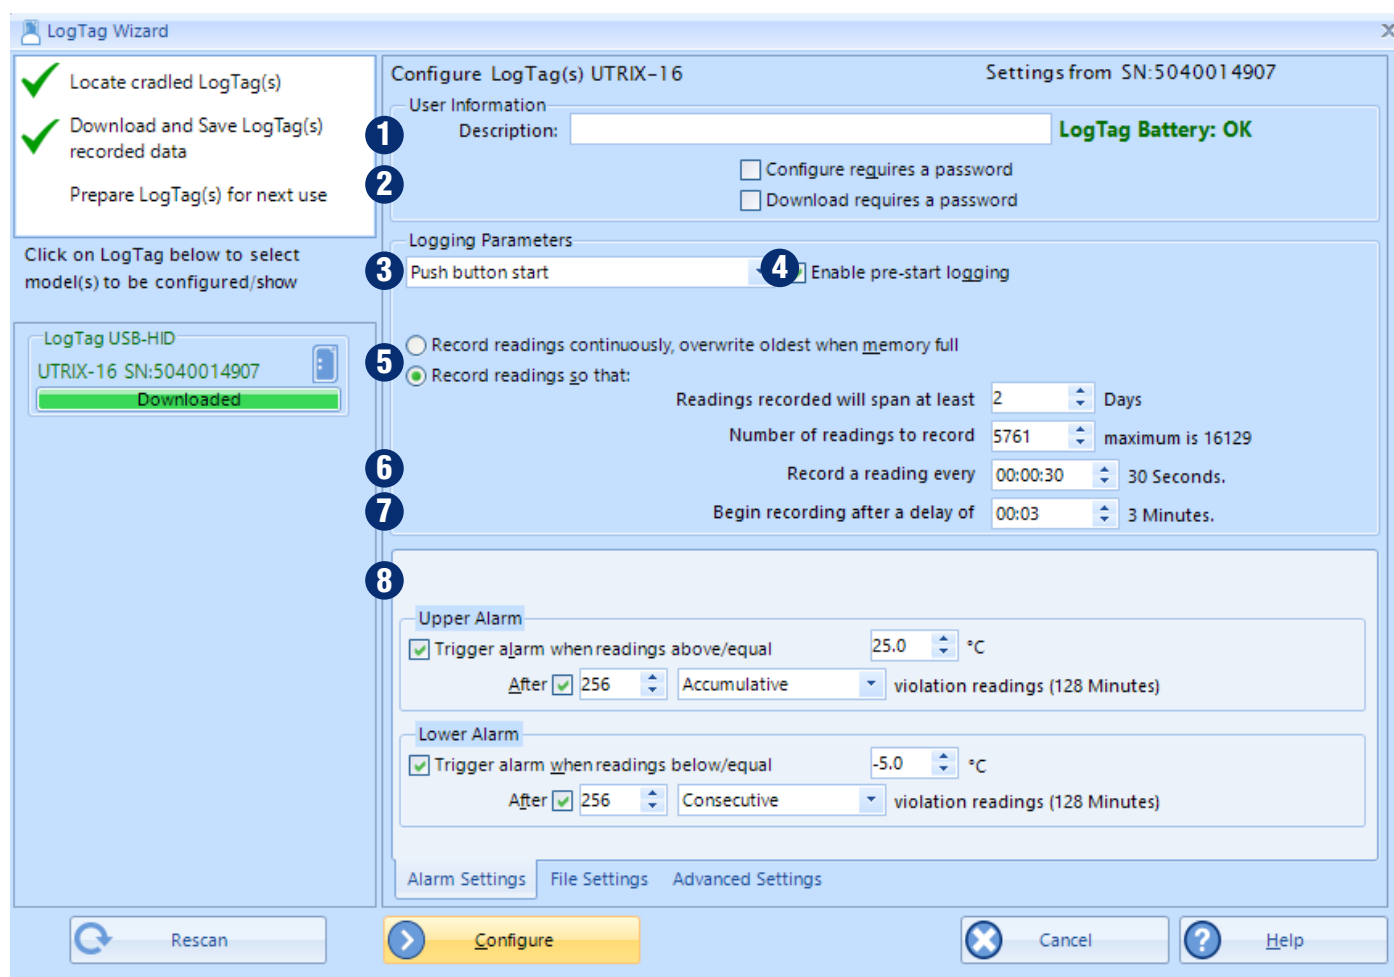 LogTag Wizard
Locate cradled LogTag(s)
Download and Save LogTag(s)
recorded data
Prepare LogTag(s) for next use
Click on LogTag below to select
model(s) to be configured/show
LogTag USB-HID
UTRIX-16 SN:5040014907
Downloaded
Configure LogTag(s) UTRIX-16 Settings from SN:5040014907
User Information
1 Description: LogTag Battery: OK
2 Configure requires a password
Download requires a password
Logging Parameters
3 Push button start 4 Enable pre-start logging
Record readings continuously, overwrite oldest when memory full
5 Record readings so that:
Readings recorded will span at least 2 Days
Number of readings to record 5761 maximum is 16129
6 Record a reading every 00:00:30 30 Seconds.
7 Begin recording after a delay of 00:03 3 Minutes.
8
Upper Alarm
Trigger alarm when readings above/equal 25.0 °C
After 256 Accumulative violation readings (128 Minutes)
Lower Alarm
Trigger alarm when readings below/equal -5.0 °C
After 256 Consecutive violation readings (128 Minutes)
Alarm Settings File Settings Advanced Settings
Rescan Configure Cancel Help